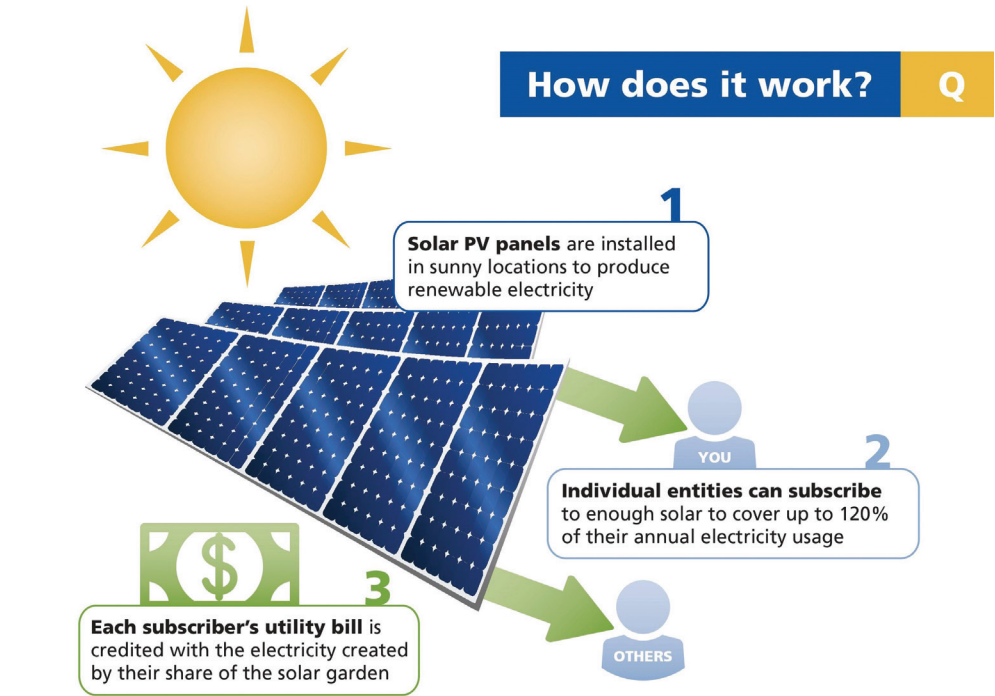 How does it work?
Q
1
Solar PV panels are installed
in sunny locations to produce
renewable electricity
YOU
2
Individual entities can subscribe
to enough solar to cover up to 120%
of their annual electricity usage
$
3
Each subscriber's utility bill is
credited with the electricity created
by their share of the solar garden
OTHERS